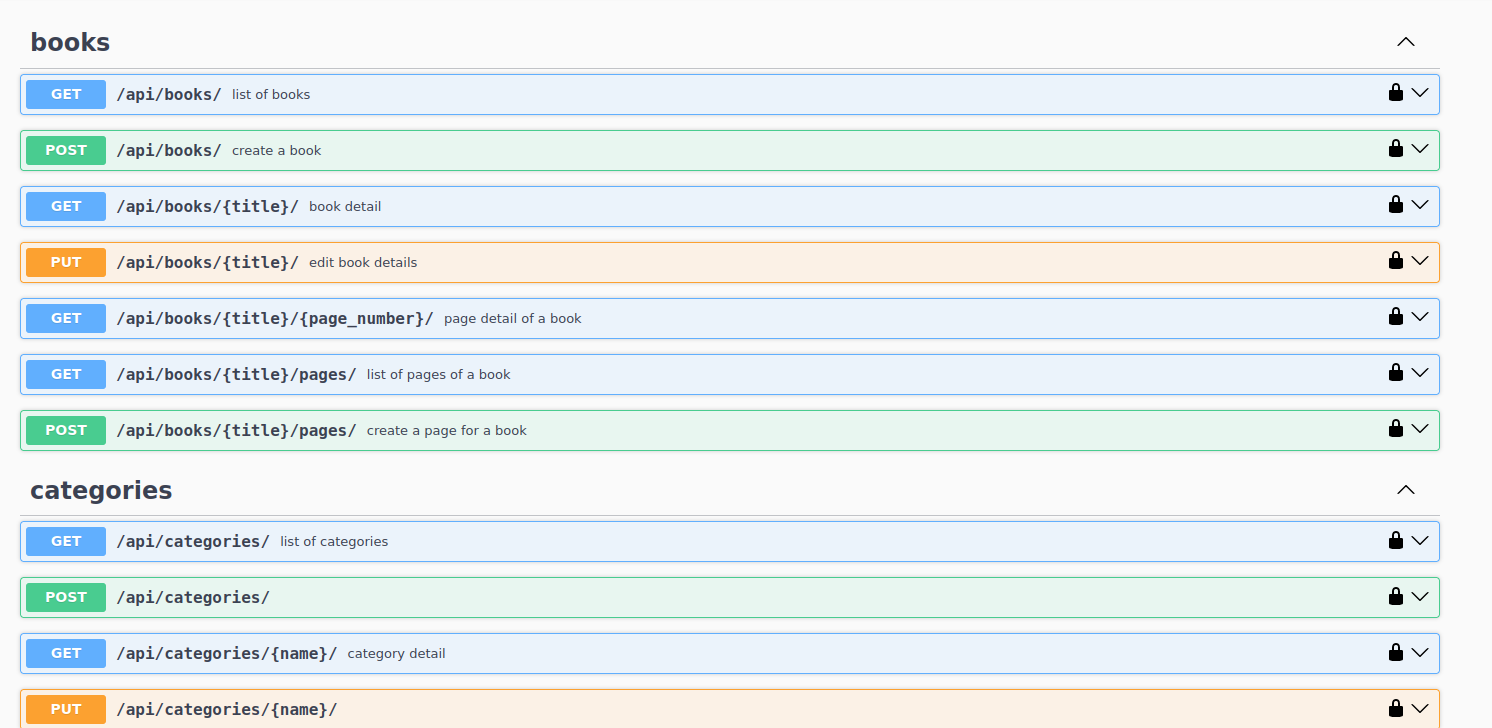 books
GET /api/books/ list of books
POST /api/books/ create a book
GET /api/books/{title}/ book detail
PUT /api/books/{title}/ edit book details
GET /api/books/{title}/{page_number}/ page detail of a book
GET /api/books/{title}/pages/ list of pages of a book
POST /api/books/{title}/pages/ create a page for a book
categories
GET /api/categories/ list of categories
POST /api/categories/
GET /api/categories/{name}/ category detail
PUT /api/categories/{name}/